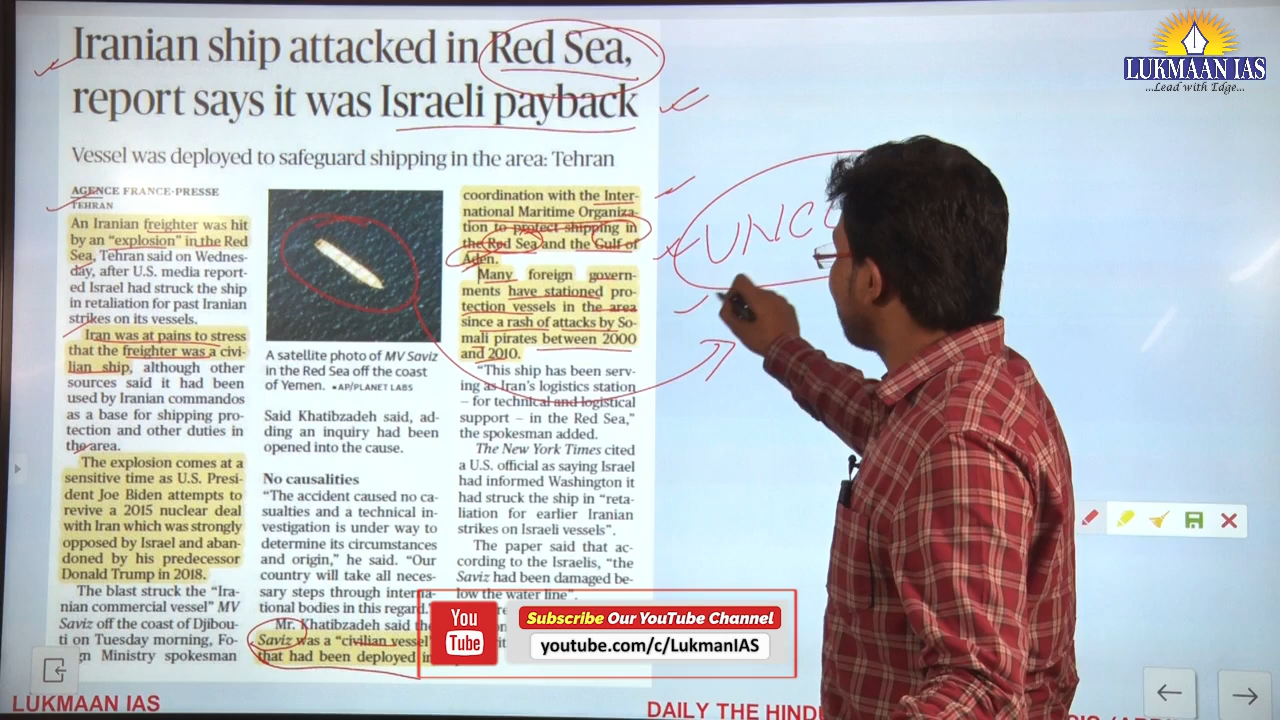 Iranian ship attacked in Red Sea,
report says it was Israeli payback
Vessel was deployed to safeguard shipping in the area: Tehran
AGENCE FRANCE-PRESSE
TEHRAN
An Iranian freighter was hit
by an “explosion” in the Red
Sea, Tehran said on Wednes-
day, after U.S. media report-
ed Israel had struck the ship
in retaliation for past Iranian
strikes on its vessels.
Iran was at pains to stress
that the freighter was a civi-
lian ship, although other
sources said it had been
used by Iranian commandos
as a base for shipping pro-
tection and other duties in
the area.
The explosion comes at a
sensitive time as U.S. Presi-
dent Joe Biden attempts to
revive a 2015 nuclear deal
with Iran which was strongly
opposed by Israel and aban-
doned by his predecessor
Donald Trump in 2018.
The blast struck the “Ira-
nian commercial vessel” MV
Saviz off the coast of Djibou-
ti on Tuesday morning, Fo-
Ministry spokesman
A satellite photo of MV Saviz
in the Red Sea off the coast
of Yemen. •AP/PLANET LABS
Said Khatibzadeh said, ad-
ding an inquiry had been
opened into the cause.
No causalities
“The accident caused no ca-
sualties and a technical in-
vestigation is under way to
determine its circumstances
and origin,” he said. “Our
country will take all neces-
sary steps through interna-
tional bodies in this regard.
Mr. Khatibzadeh said the
Saviz was a “civilian vessel”
that had been deployed in
coordination with the Inter-
national Maritime Organiza-
tion to protect shipping in
the Red Sea and the Gulf of
Aden.
Many foreign govern-
ments have stationed pro-
tection vessels in the area
since a rash of attacks by So-
mali pirates between 2000
and 2010.
“This ship has been serv-
ing as Iran’s logistics station
– for technical and logistical
support – in the Red Sea,”
the spokesman added.
The New York Times cited
a U.S. official as saying Israel
had informed Washington it
had struck the ship in “reta-
liation for earlier Iranian
strikes on Israeli vessels”.
The paper said that ac-
cording to the Israelis, “the
Saviz had been damaged be-
low the water line”.
UNC
LUKMAAN IAS
...Lead with Edge...
You
Tube
Subscribe Our YouTube Channel
youtube.com/c/LukmanIAS
LUKMAAN IAS
DAILY THE HINDU